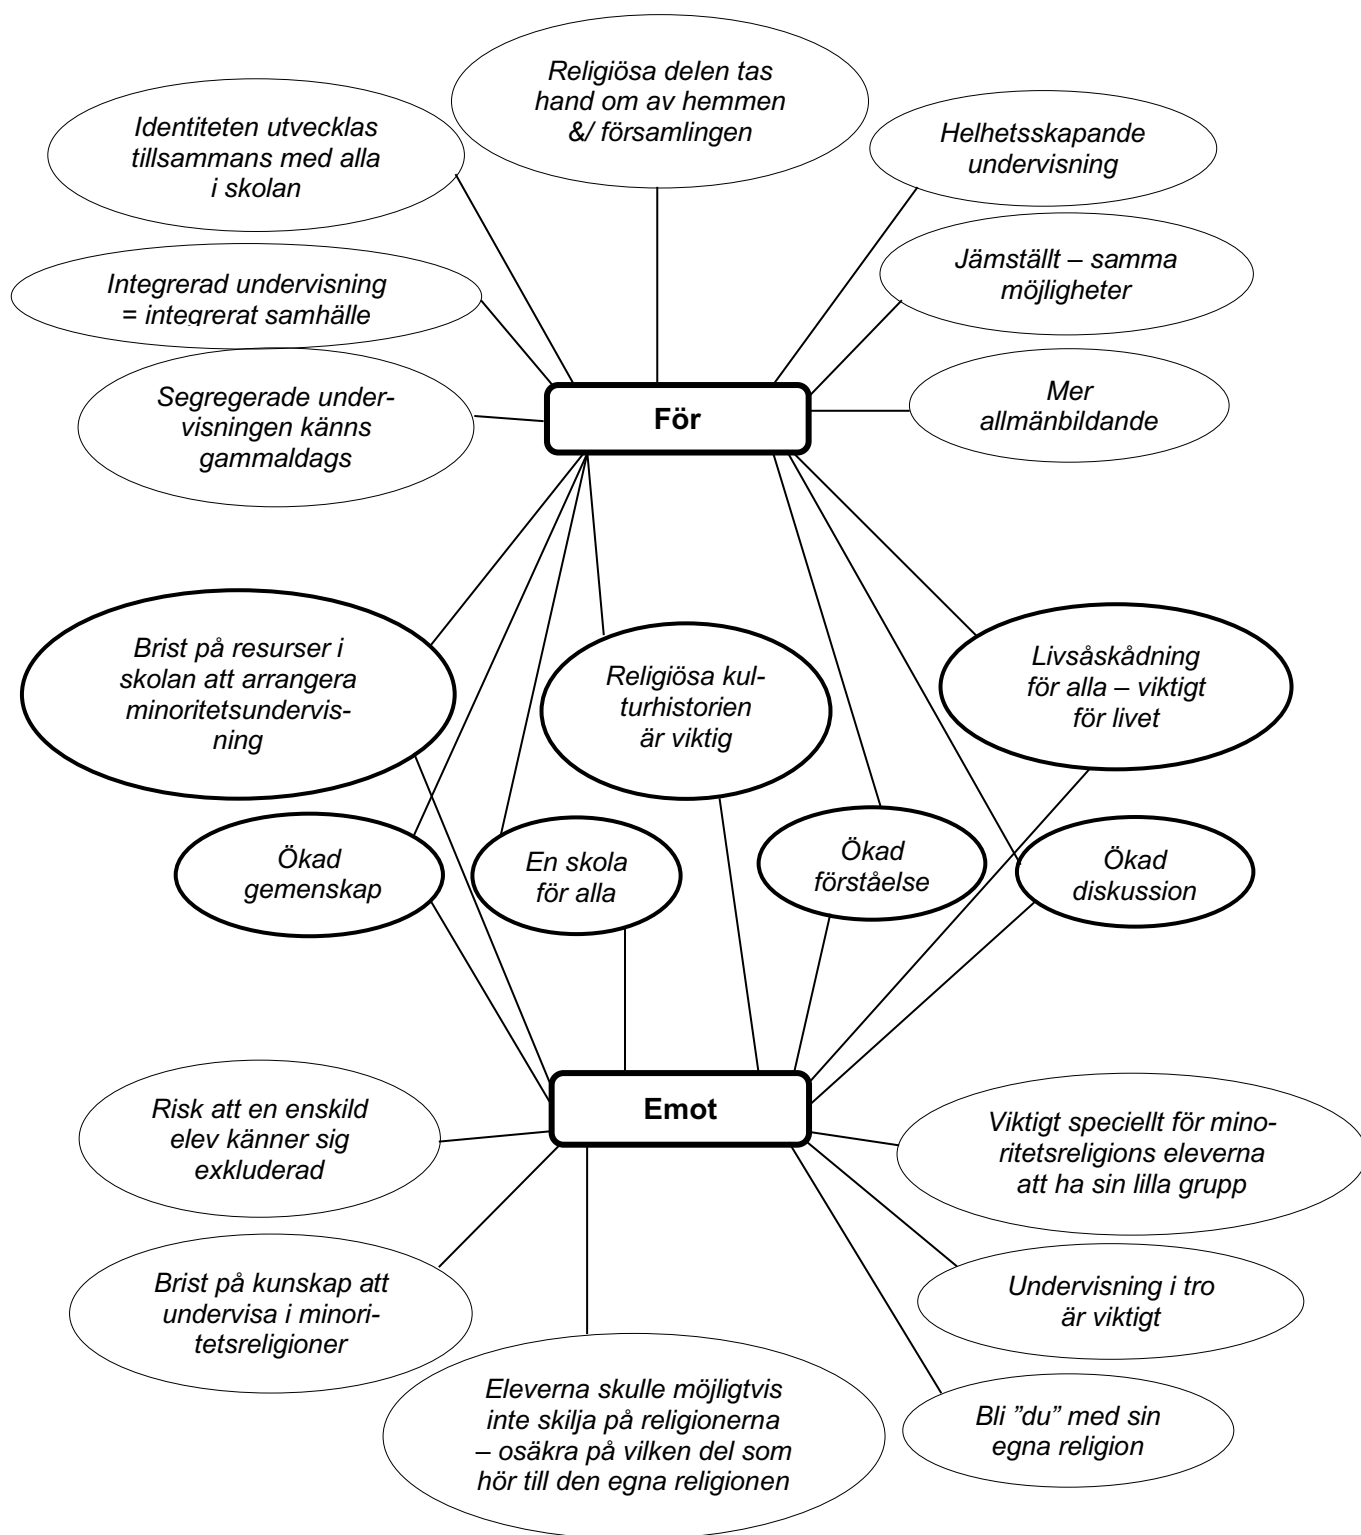 Religiösa delen tas
hand om av hemmen
&/ församlingen
Identiteten utvecklas
tillsammans med alla
i skolan
Helhetsskapande
undervisning
Integrerad undervisning
= integrerat samhälle
Jämställt – samma
möjligheter
Segregerade under-
visningen känns
gammaldags
För
Mer
allmänbildande
Brist på resurser i
skolan att arrangera
minoritetsundervis-
ning
Religiösa kul-
turhistorien
är viktig
Livsåskådning
för alla – viktigt
för livet
Ökad
gemenskap
En skola
för alla
Ökad
förståelse
Ökad
diskussion
Emot
Risk att en enskild
elev känner sig
exkluderad
Viktigt speciellt för mino-
ritetsreligions eleverna
att ha sin lilla grupp
Brist på kunskap att
undervisa i minori-
tetsreligioner
Undervisning i tro
är viktigt
Eleverna skulle möjligtvis
inte skilja på religionerna
– osäkra på vilken del som
hör till den egna religionen
Bli ”du” med sin
egna religion